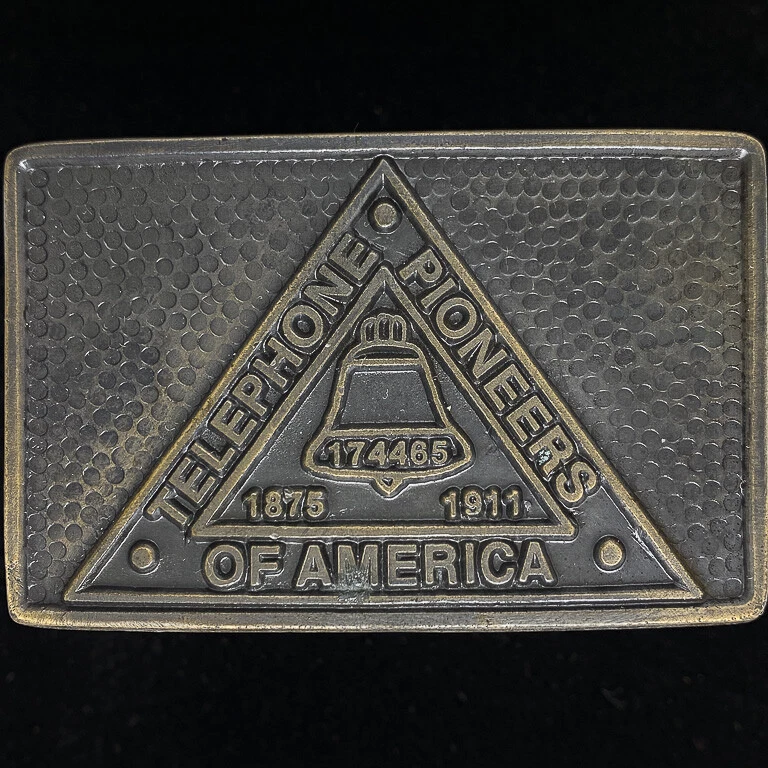 TELEPHONE PIONEERS
OF AMERICA
174465
1875 1911